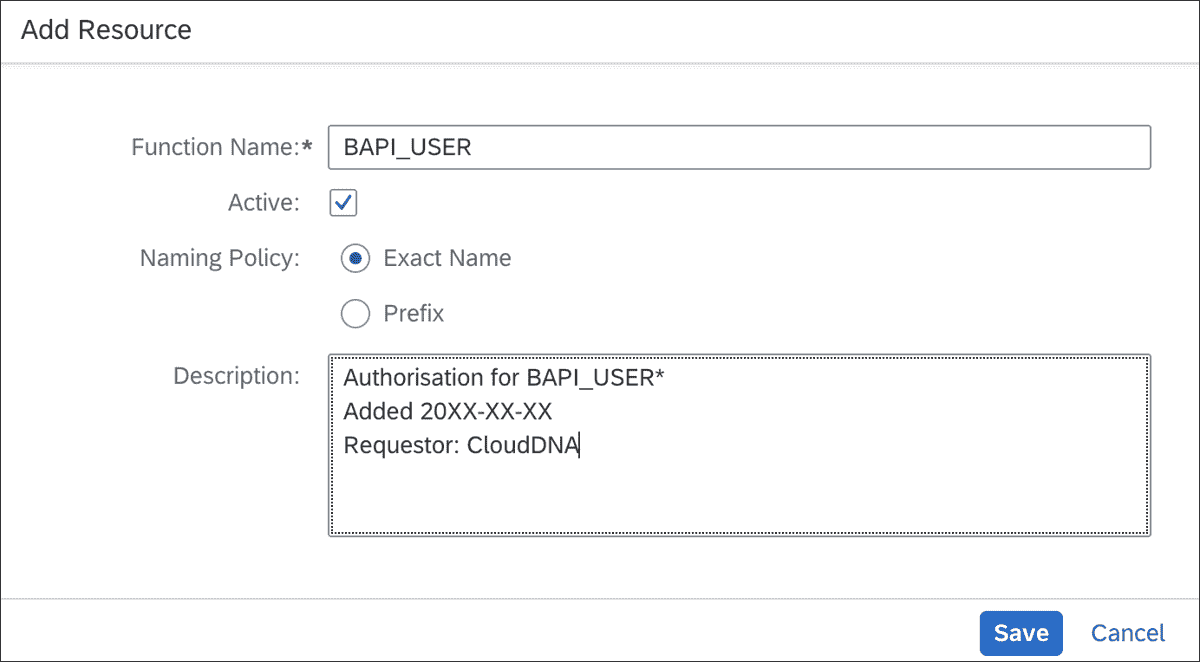 Add Resource
Function Name:* BAPI_USER
Active:
Naming Policy: Exact Name
Prefix
Description: Authorisation for BAPI_USER*
Added 20XX-XX-XX
Requestor: CloudDNA
Save Cancel